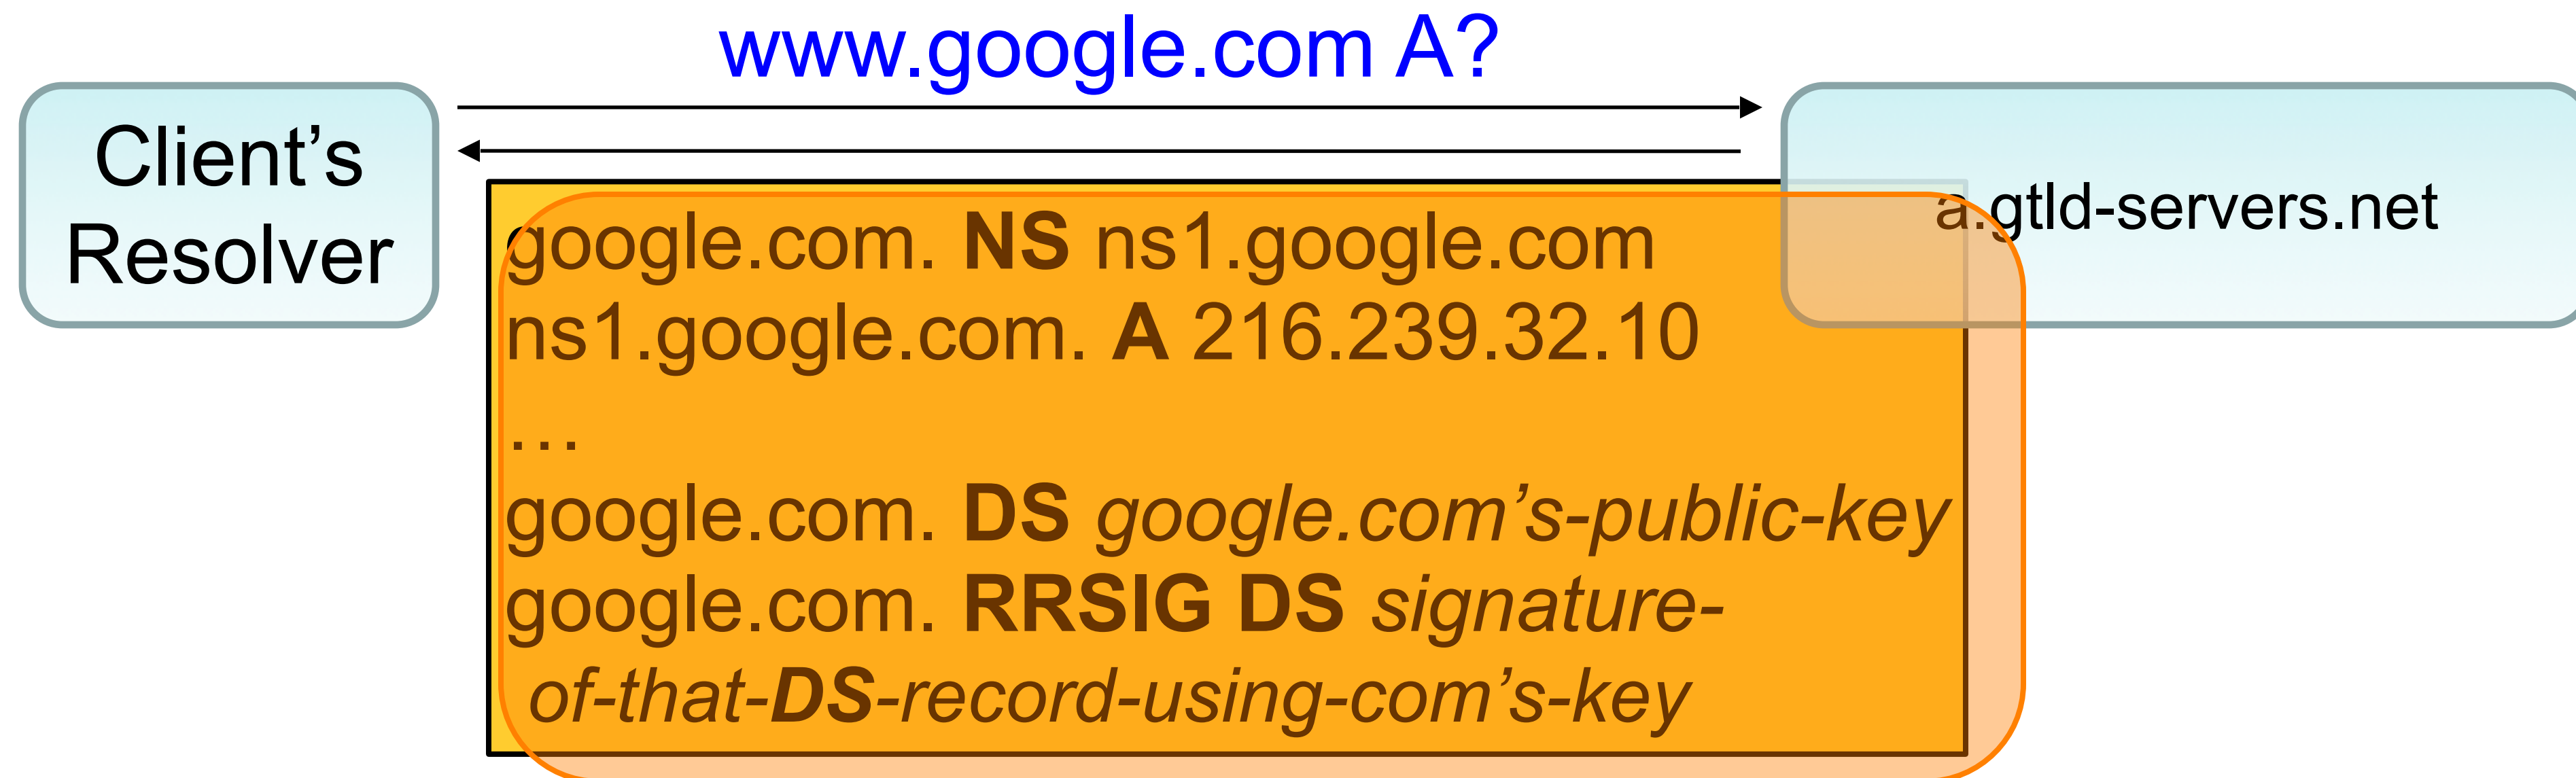 www.google.com A?
Client’s
Resolver
a.gtld-servers.net
google.com. NS ns1.google.com
ns1.google.com. A 216.239.32.10
…
google.com. DS google.com’s-public-key
google.com. RRSIG DS signature-
of-that-DS-record-using-com’s-key